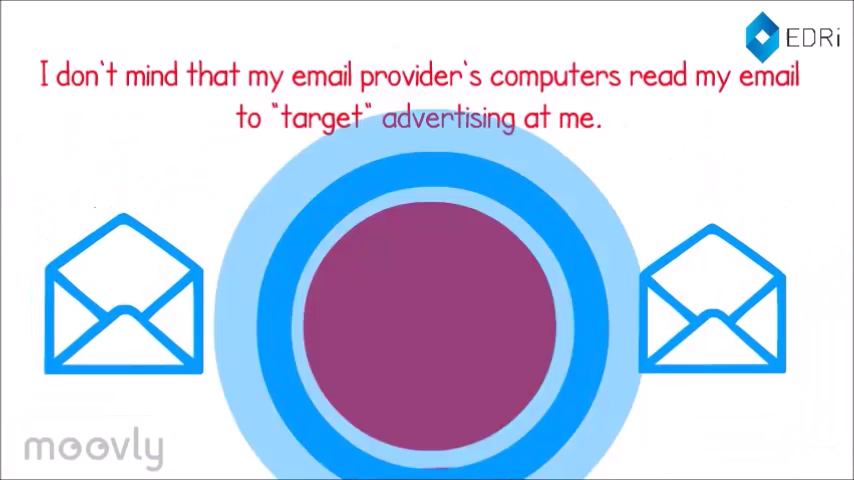 EDRi
I don't mind that my email provider's computers read my email
to "target" advertising at me.
moovly